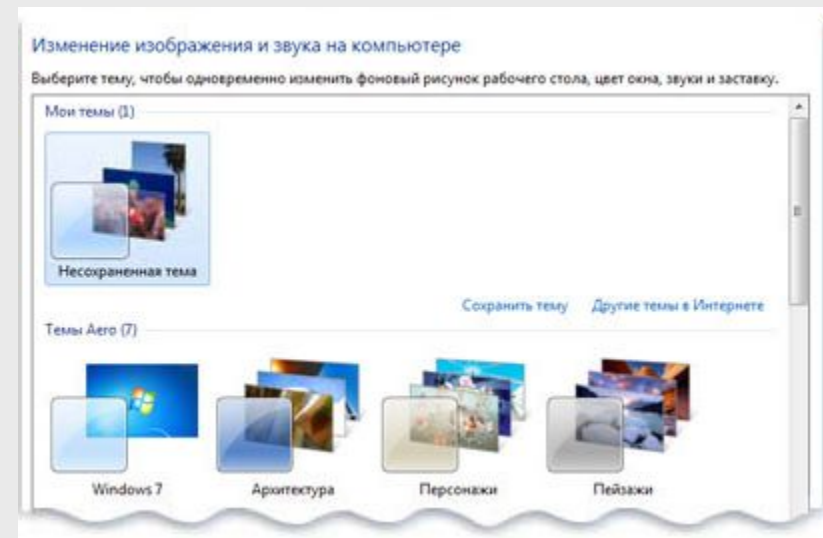 Изменение изображения и звука на компьютере
Выберите тему, чтобы одновременно изменить фоновый рисунок рабочего стола, цвет окна, звуки и заставку.
Мои темы (1)
Несохраненная тема
Сохранить тему Другие темы в Интернете
Темы Aero (7)
Windows 7 Архитектура Персонажи Пейзажи